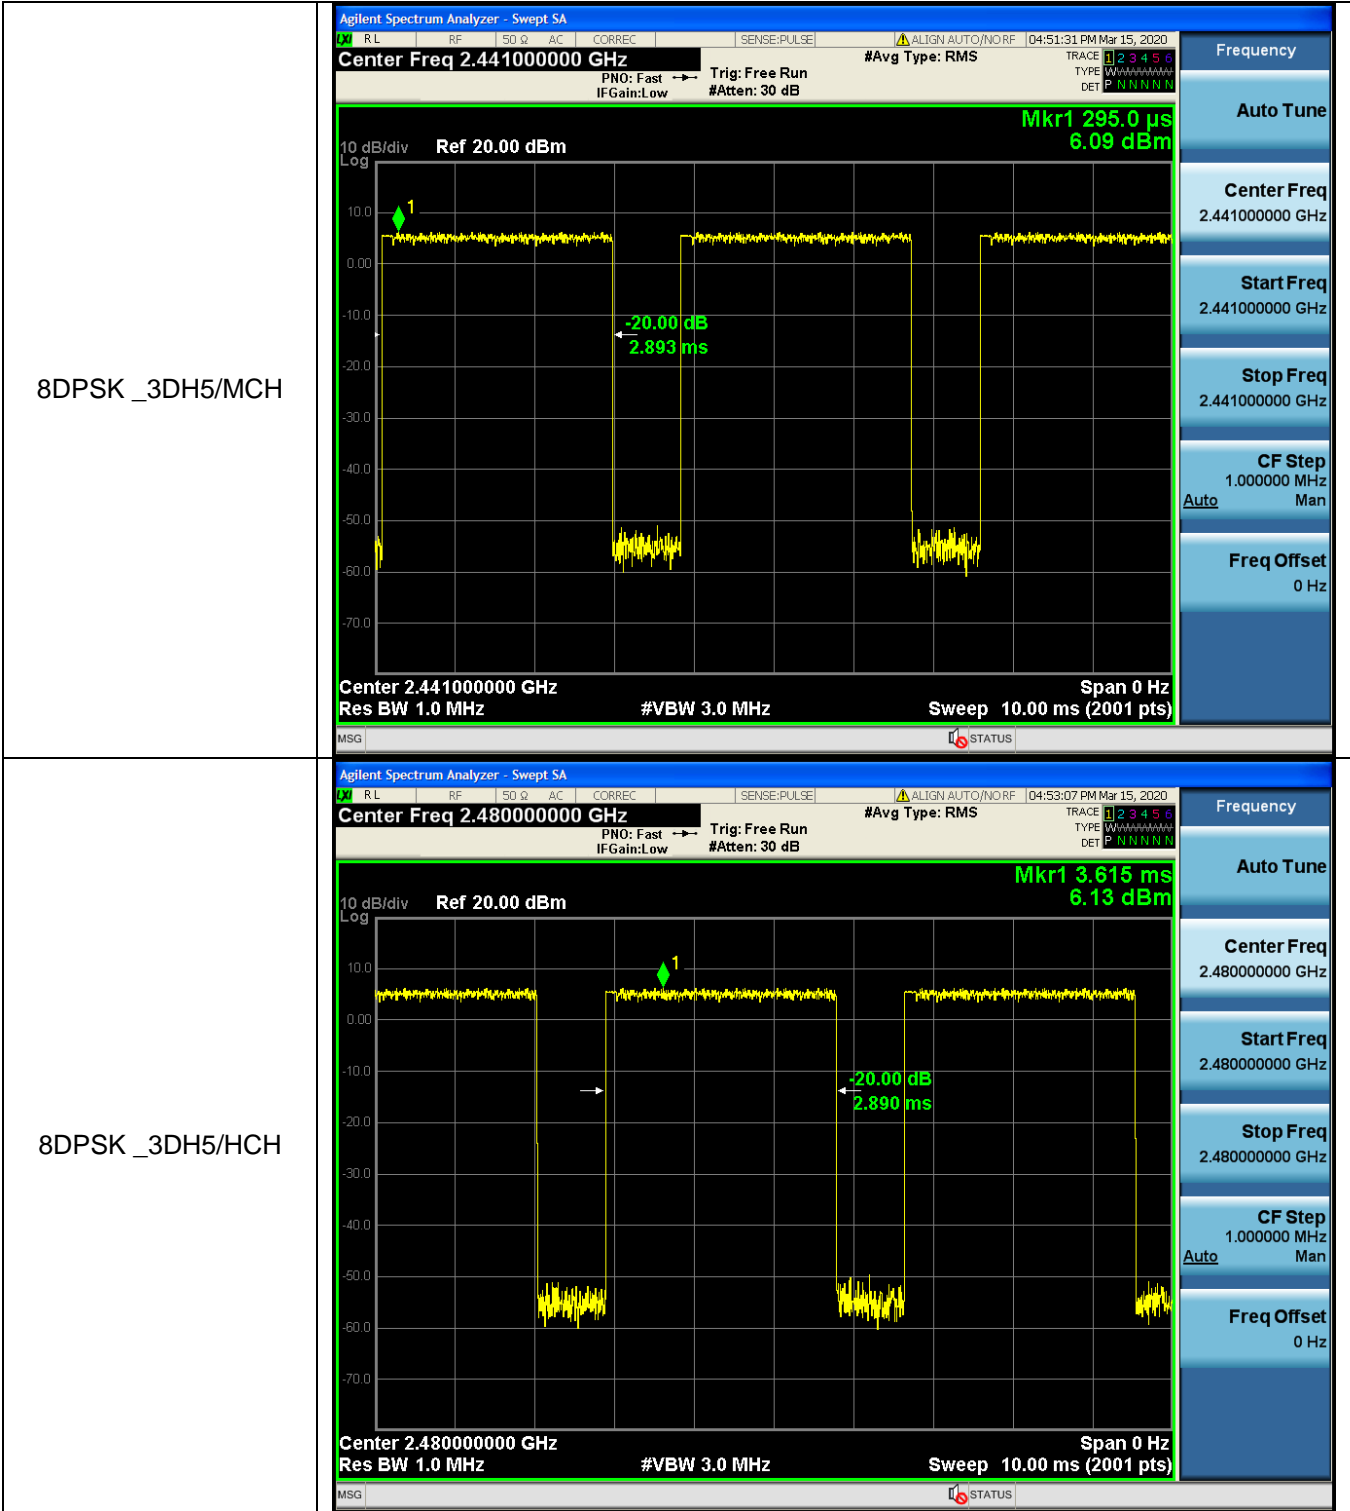 8DPSK _3DH5/MCH
Agilent Spectrum Analyzer - Swept SA
LXI RL RF 50 Ω AC CORREC SENSE:PULSE ALIGN AUTO/NO RF 04:51:31 PM Mar 15, 2020
Center Freq 2.441000000 GHz #Avg Type: RMS TRACE 1 2 3 4 5 6
PNO: Fast Trig: Free Run TYPE
IFGain:Low #Atten: 30 dB DET P N N N N N
Mkr1 295.0 µs
6.09 dBm
10 dB/div Ref 20.00 dBm
Log
1
10.0
0.00
-10.0
-20.00 dB
2.893 ms
-20.0
-30.0
-40.0
-50.0
-60.0
-70.0
Center 2.441000000 GHz Span 0 Hz
Res BW 1.0 MHz #VBW 3.0 MHz Sweep 10.00 ms (2001 pts)
MSG STATUS
Frequency
Auto Tune
Center Freq
2.441000000 GHz
Start Freq
2.441000000 GHz
Stop Freq
2.441000000 GHz
CF Step
1.000000 MHz
Auto Man
Freq Offset
0 Hz
8DPSK _3DH5/HCH
Agilent Spectrum Analyzer - Swept SA
LXI RL RF 50 Ω AC CORREC SENSE:PULSE ALIGN AUTO/NO RF 04:53:07 PM Mar 15, 2020
Center Freq 2.480000000 GHz #Avg Type: RMS TRACE 1 2 3 4 5 6
PNO: Fast Trig: Free Run TYPE
IFGain:Low #Atten: 30 dB DET P N N N N N
Mkr1 3.615 ms
6.13 dBm
10 dB/div Ref 20.00 dBm
Log
1
10.0
0.00
-10.0
-20.00 dB
2.890 ms
-20.0
-30.0
-40.0
-50.0
-60.0
-70.0
Center 2.480000000 GHz Span 0 Hz
Res BW 1.0 MHz #VBW 3.0 MHz Sweep 10.00 ms (2001 pts)
MSG STATUS
Frequency
Auto Tune
Center Freq
2.480000000 GHz
Start Freq
2.480000000 GHz
Stop Freq
2.480000000 GHz
CF Step
1.000000 MHz
Auto Man
Freq Offset
0 Hz